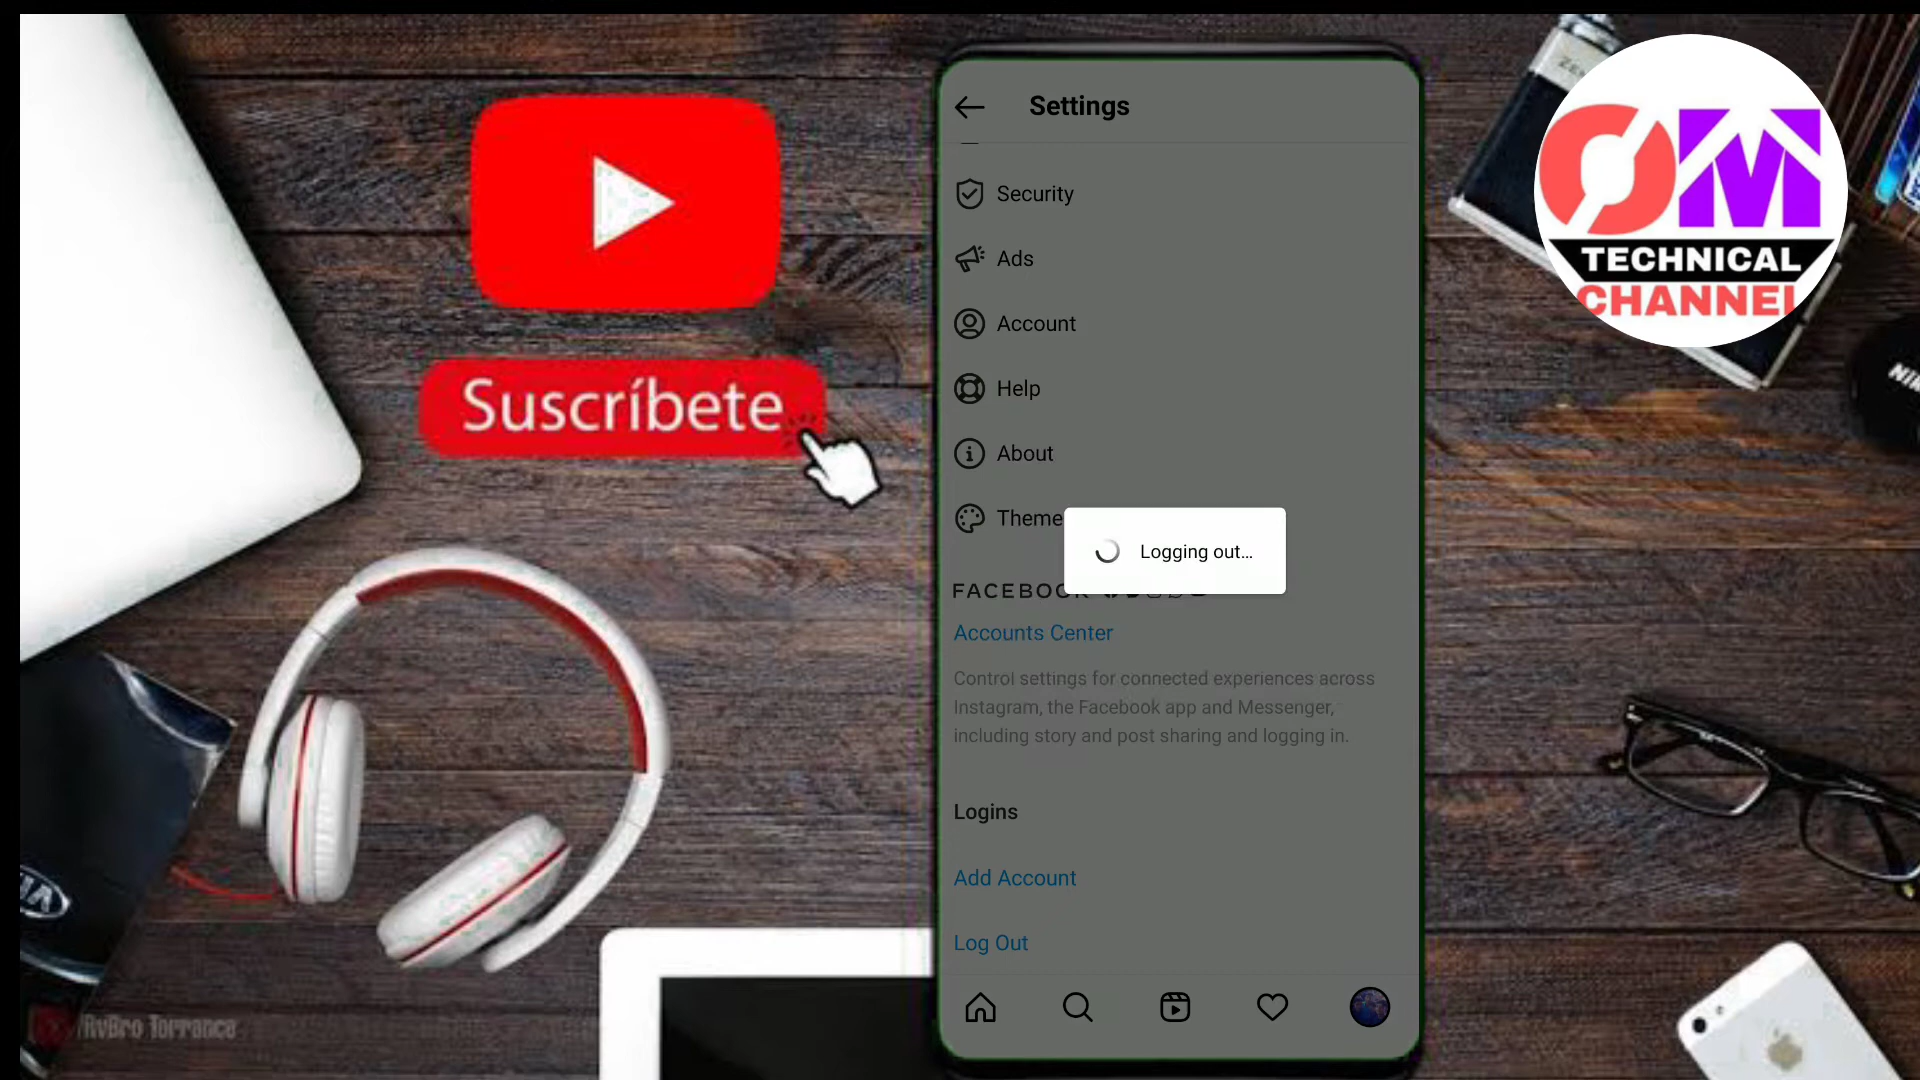 Suscríbete
Settings
Security
Ads
Account
Help
About
Theme
Logging out...
FACEBOOK
Accounts Center
Control settings for connected experiences across
Instagram, the Facebook app and Messenger,
including story and post sharing and logging in.
Logins
Add Account
Log Out
OM
TECHNICAL
CHANNEL